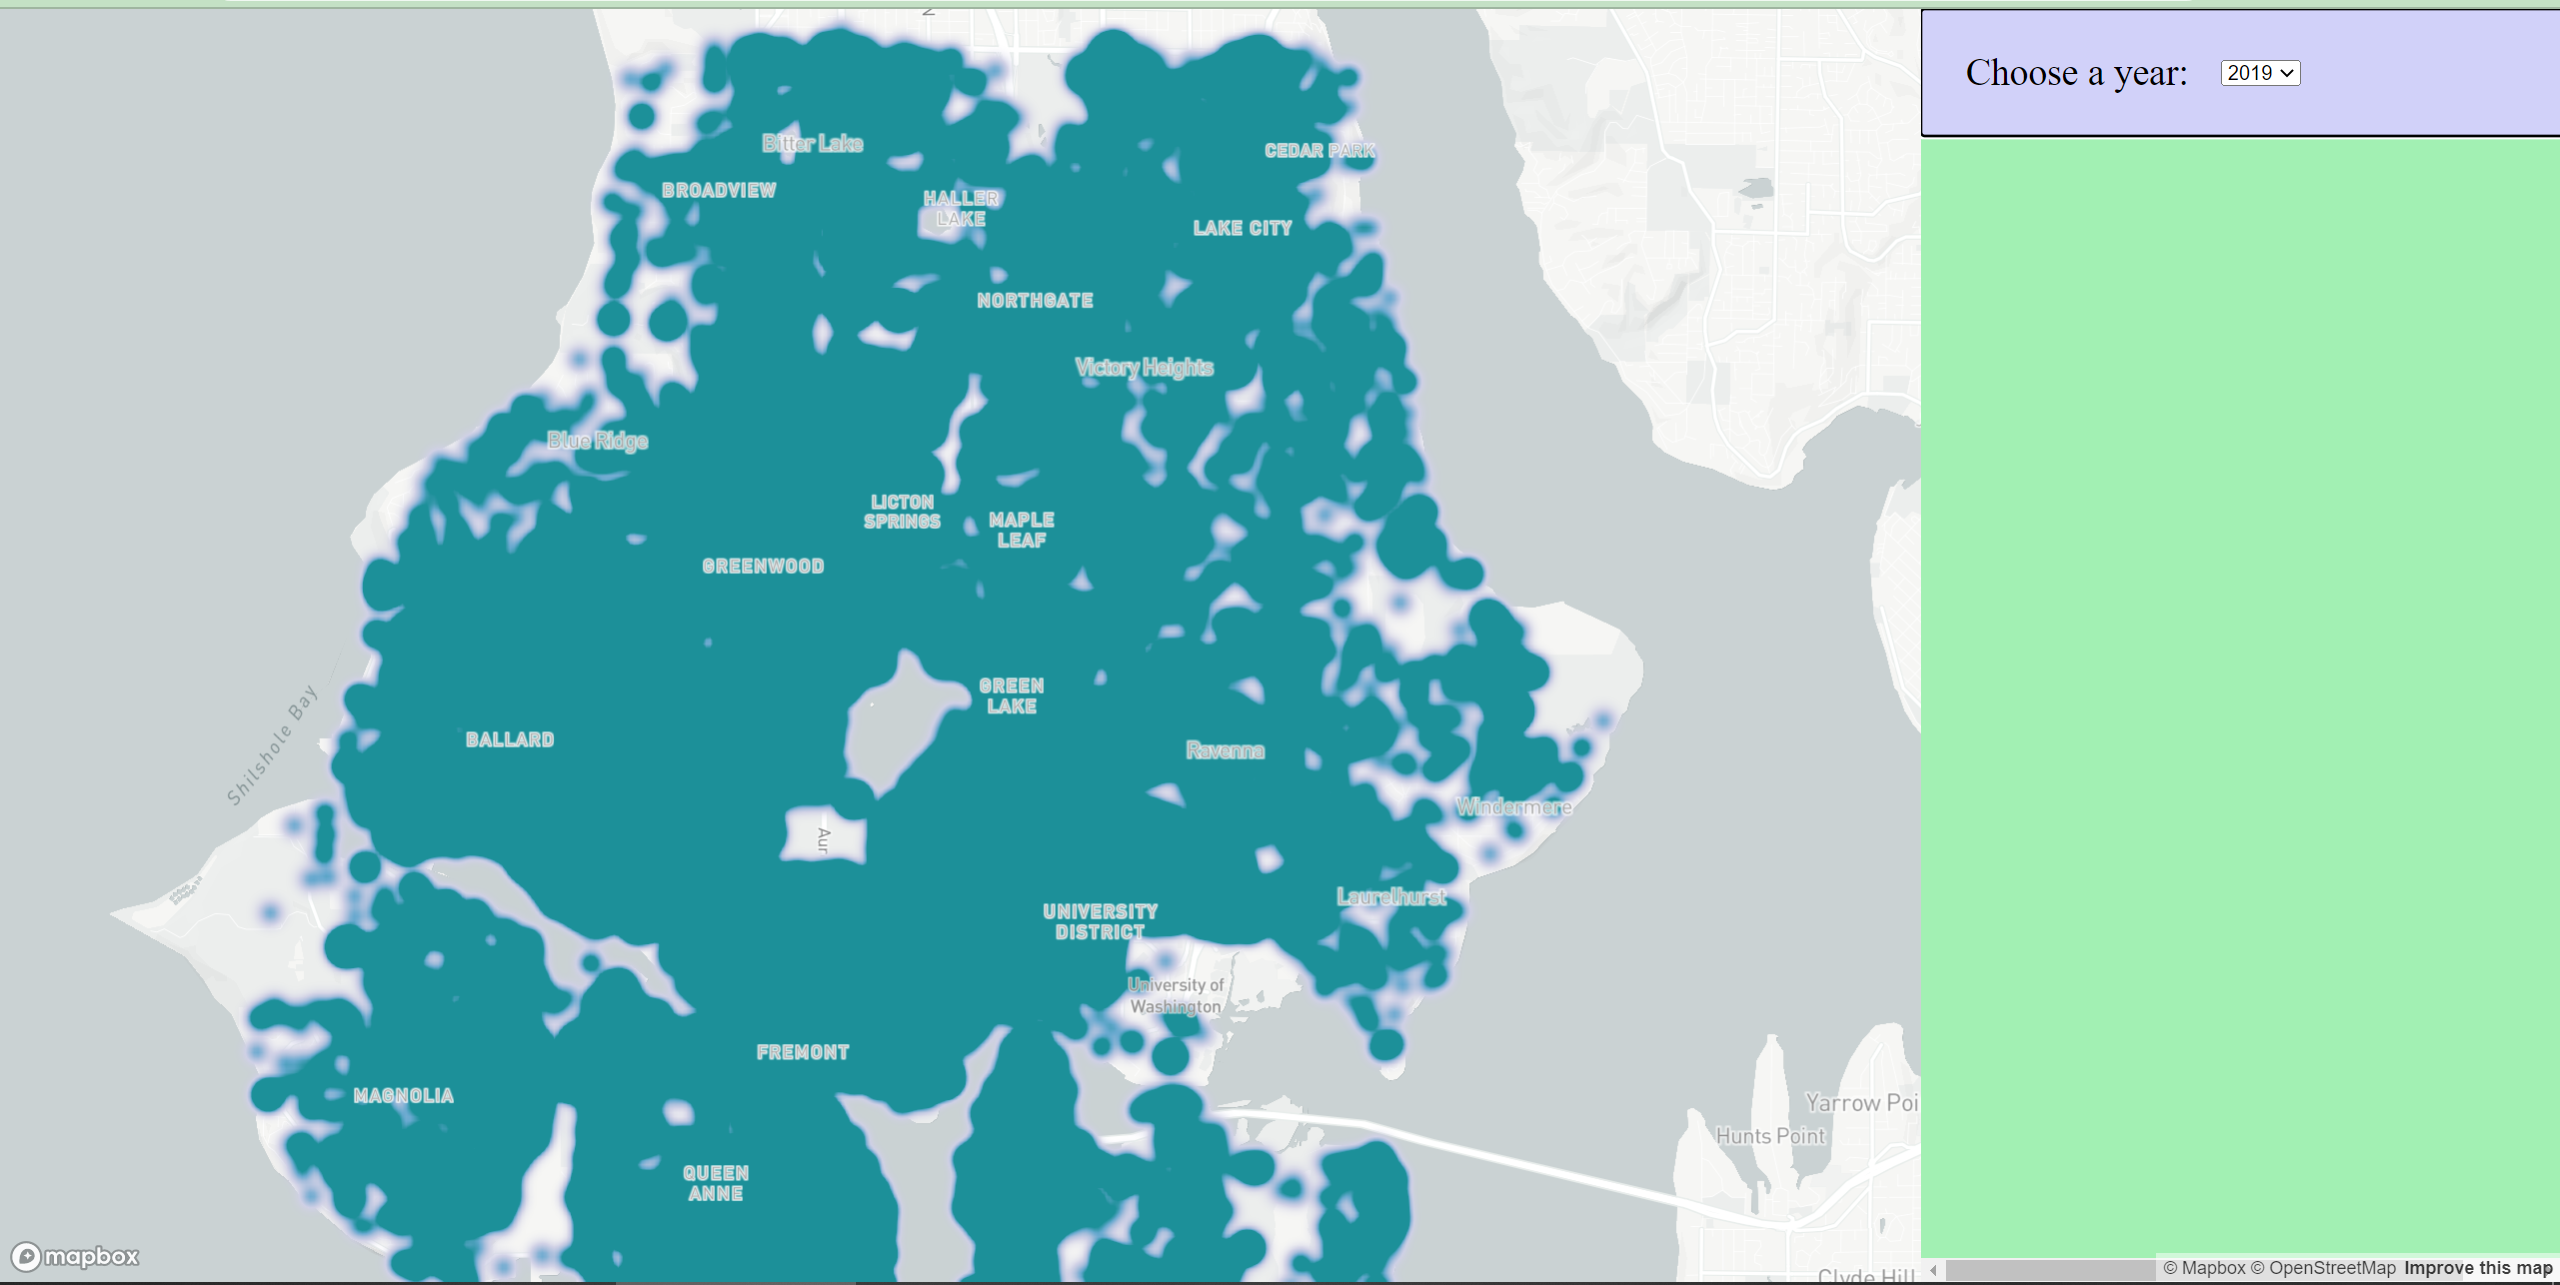 N
Choose a year: 2019
Bitter Lake
CEDAR PARK
BROADVIEW
HALLER
LAKE
LAKE CITY
NORTHGATE
Victory Heights
Blue Ridge
LICTON
SPRINGS
MAPLE
LEAF
GREENWOOD
GREEN
LAKE
Shilshole Bay
BALLARD
Ravenna
Windermere
Aur
Laurelhurst
UNIVERSITY
DISTRICT
University of
Washington
FREMONT
MAGNOLIA
Yarrow Poi
Hunts Point
QUEEN
ANNE
mapbox
Clyde Hill
© Mapbox © OpenStreetMap Improve this map